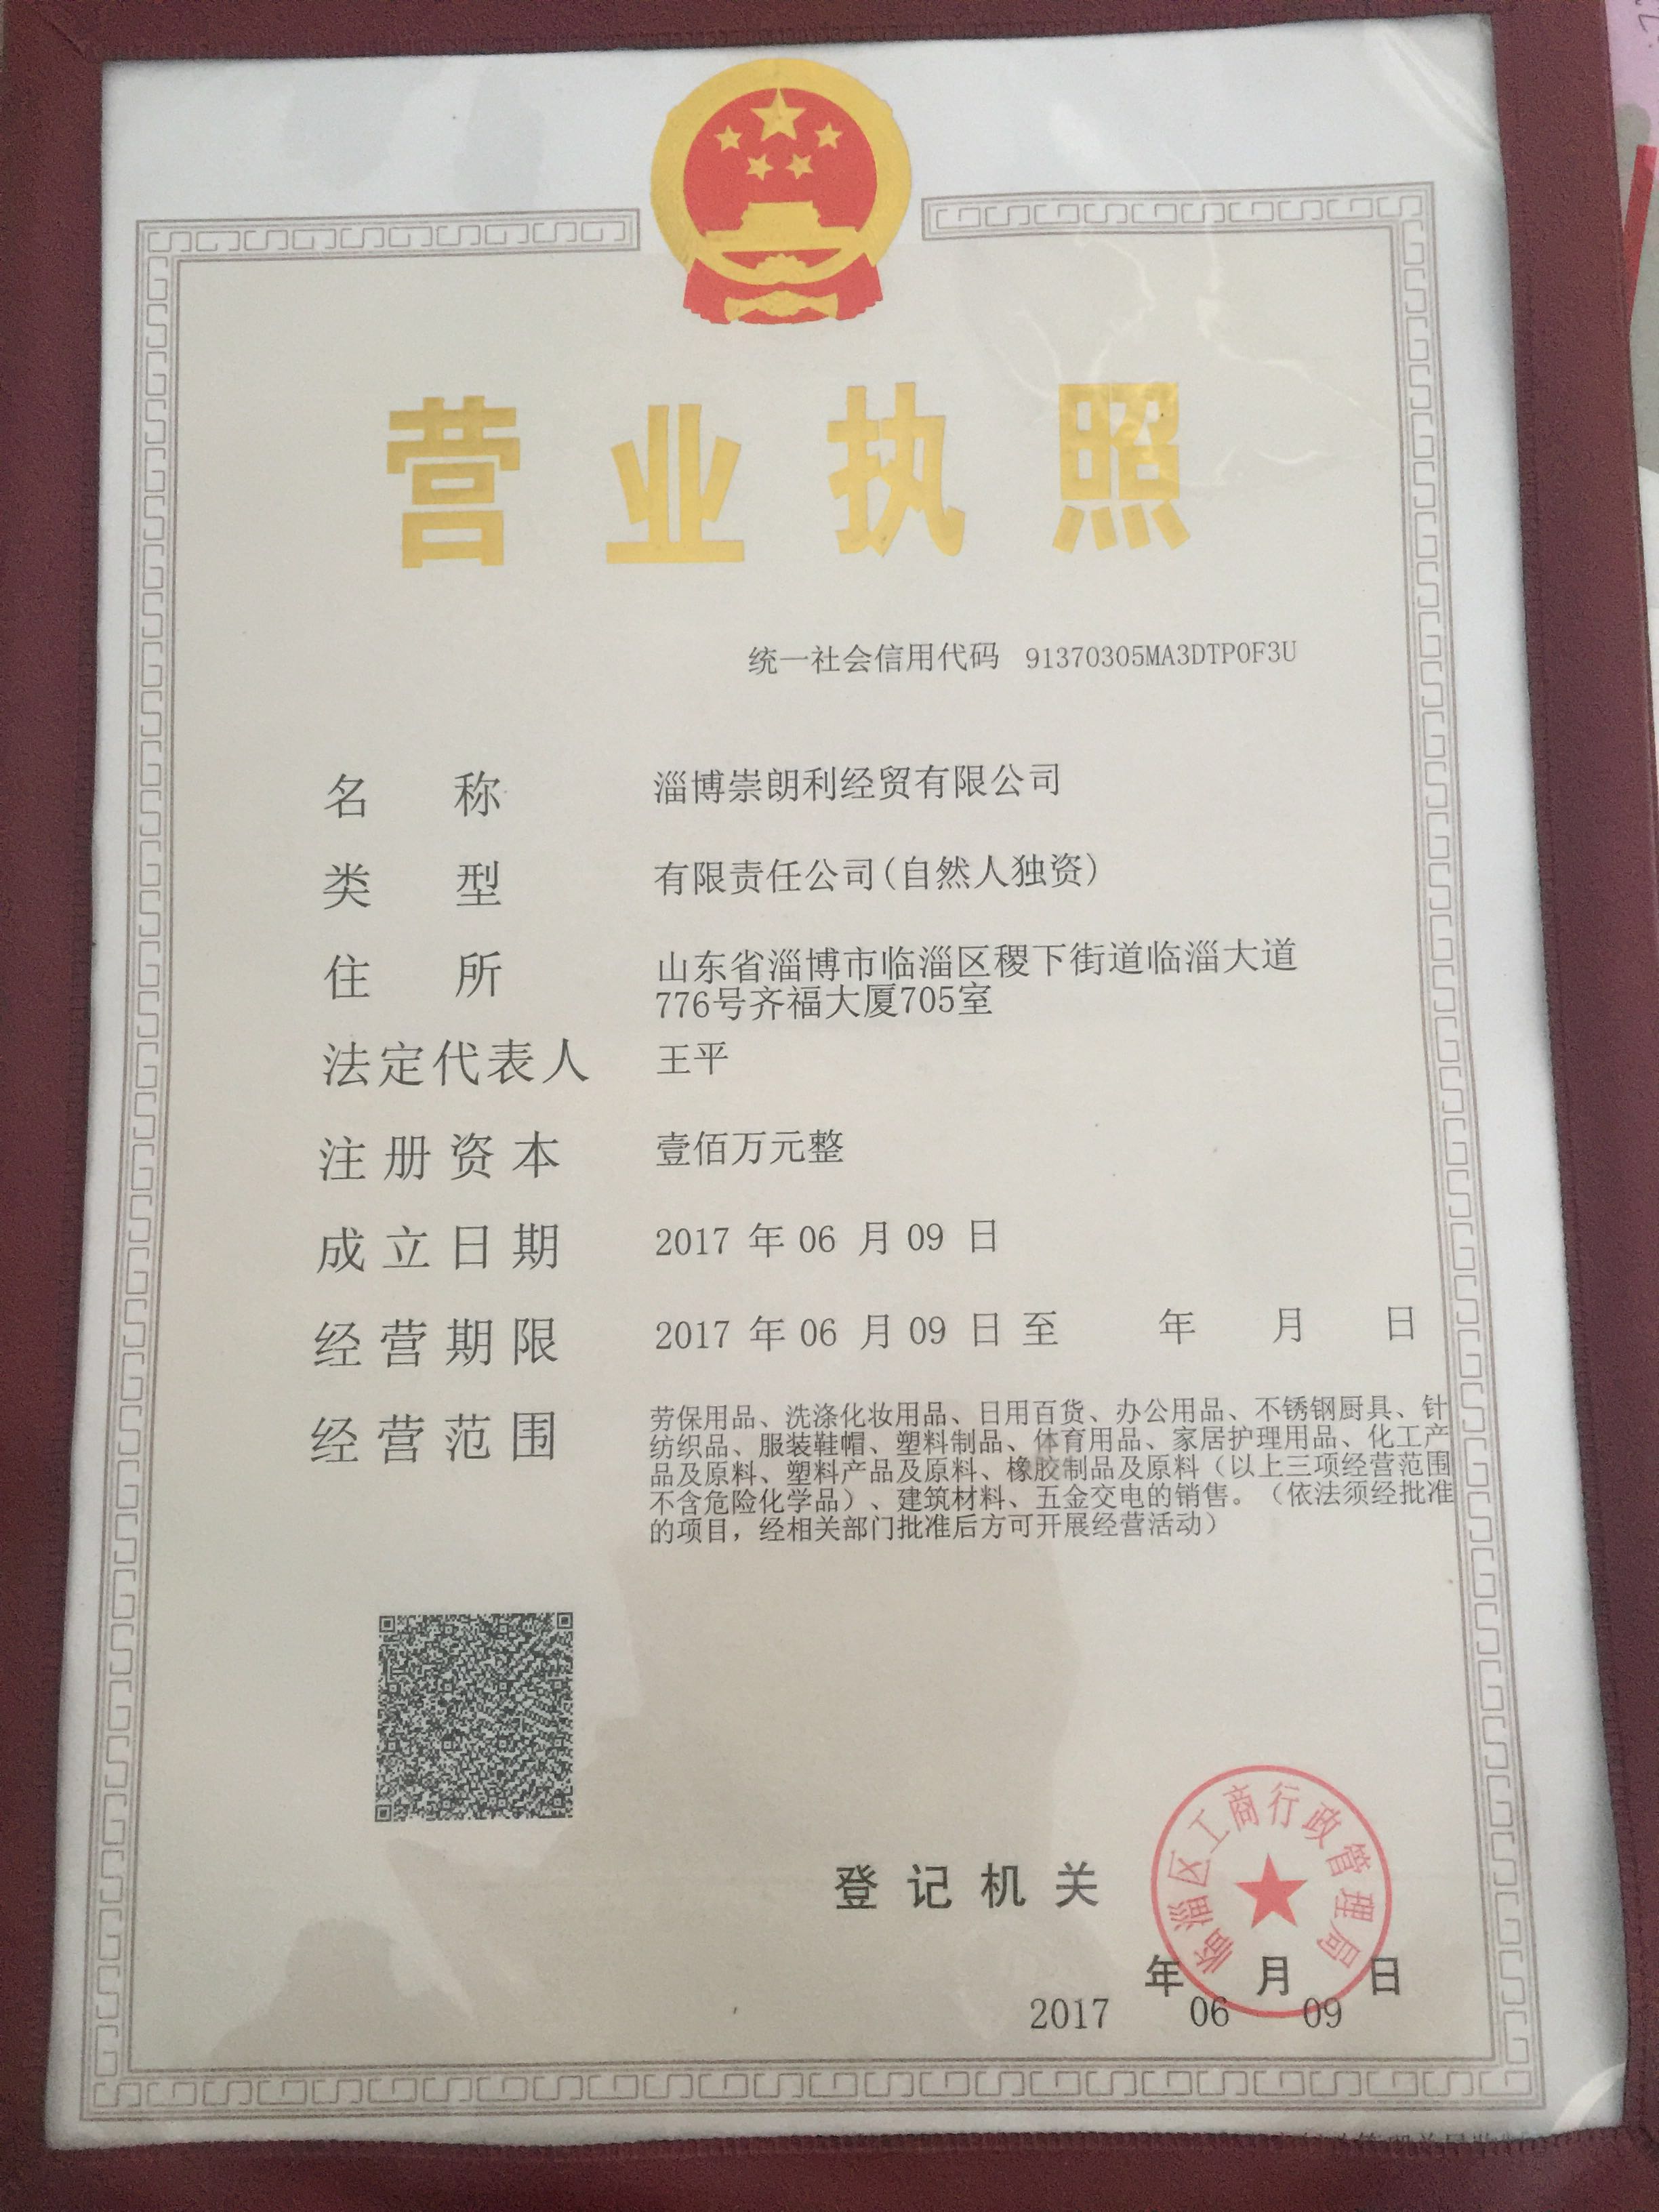 营业执照
统一社会信用代码 91370305MA3DTP0F3U
名称 淄博崇朗利经贸有限公司
类型 有限责任公司(自然人独资)
住所 山东省淄博市临淄区稷下街道临淄大道
776号齐福大厦705室
法定代表人 王平
注册资本 壹佰万元整
成立日期 2017 年 06 月 09 日
经营期限 2017 年 06 月 09 日 至 年 月 日
经营范围 劳保用品、洗涤化妆用品、日用百货、办公用品、不锈钢厨具、针
纺织品、服装鞋帽、塑料制品、体育用品、家居护理用品、化工产
品及原料、塑料产品及原料、橡胶制品及原料（以上三项经营范围
不含危险化学品）、建筑材料、五金交电的销售。（依法须经批准
的项目，经相关部门批准后方可开展经营活动）
登记机关
临淄区工商行政管理局
年 月 日
2017 06 09